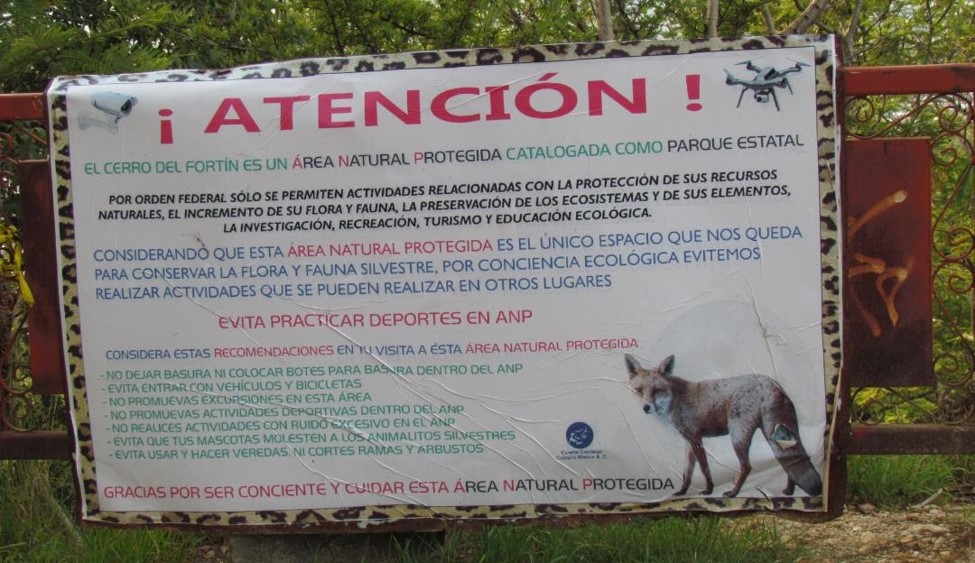 ¡ ATENCIÓN !
EL CERRO DEL FORTÍN ES UN ÁREA NATURAL PROTEGIDA CATALOGADA COMO PARQUE ESTATAL
POR ORDEN FEDERAL SÓLO SE PERMITEN ACTIVIDADES RELACIONADAS CON LA PROTECCIÓN DE SUS RECURSOS
NATURALES, EL INCREMENTO DE SU FLORA Y FAUNA, LA PRESERVACIÓN DE LOS ECOSISTEMAS Y DE SUS ELEMENTOS,
LA INVESTIGACIÓN, RECREACIÓN, TURISMO Y EDUCACIÓN ECOLÓGICA.
CONSIDERANDO QUE ESTA ÁREA NATURAL PROTEGIDA ES EL ÚNICO ESPACIO QUE NOS QUEDA
PARA CONSERVAR LA FLORA Y FAUNA SILVESTRE, POR CONCIENCIA ECOLÓGICA EVITEMOS
REALIZAR ACTIVIDADES QUE SE PUEDEN REALIZAR EN OTROS LUGARES
EVITA PRACTICAR DEPORTES EN ANP
CONSIDERA ESTAS RECOMENDACIONES EN TU VISITA A ÉSTA ÁREA NATURAL PROTEGIDA
- NO DEJAR BASURA NI COLOCAR BOTES PARA BASURA DENTRO DEL ANP
- EVITA ENTRAR CON VEHÍCULOS Y BICICLETAS
- NO PROMUEVAS EXCURSIONES EN ESTA ÁREA
- NO PROMUEVAS ACTIVIDADES DEPORTIVAS DENTRO DEL ANP
- NO REALICES ACTIVIDADES CON RUIDO EXCESIVO EN EL ANP
- EVITA QUE TUS MASCOTAS MOLESTEN A LOS ANIMALITOS SILVESTRES
- EVITA USAR Y HACER VEREDAS, NI CORTES RAMAS Y ARBUSTOS
GRACIAS POR SER CONCIENTE Y CUIDAR ESTA ÁREA NATURAL PROTEGIDA